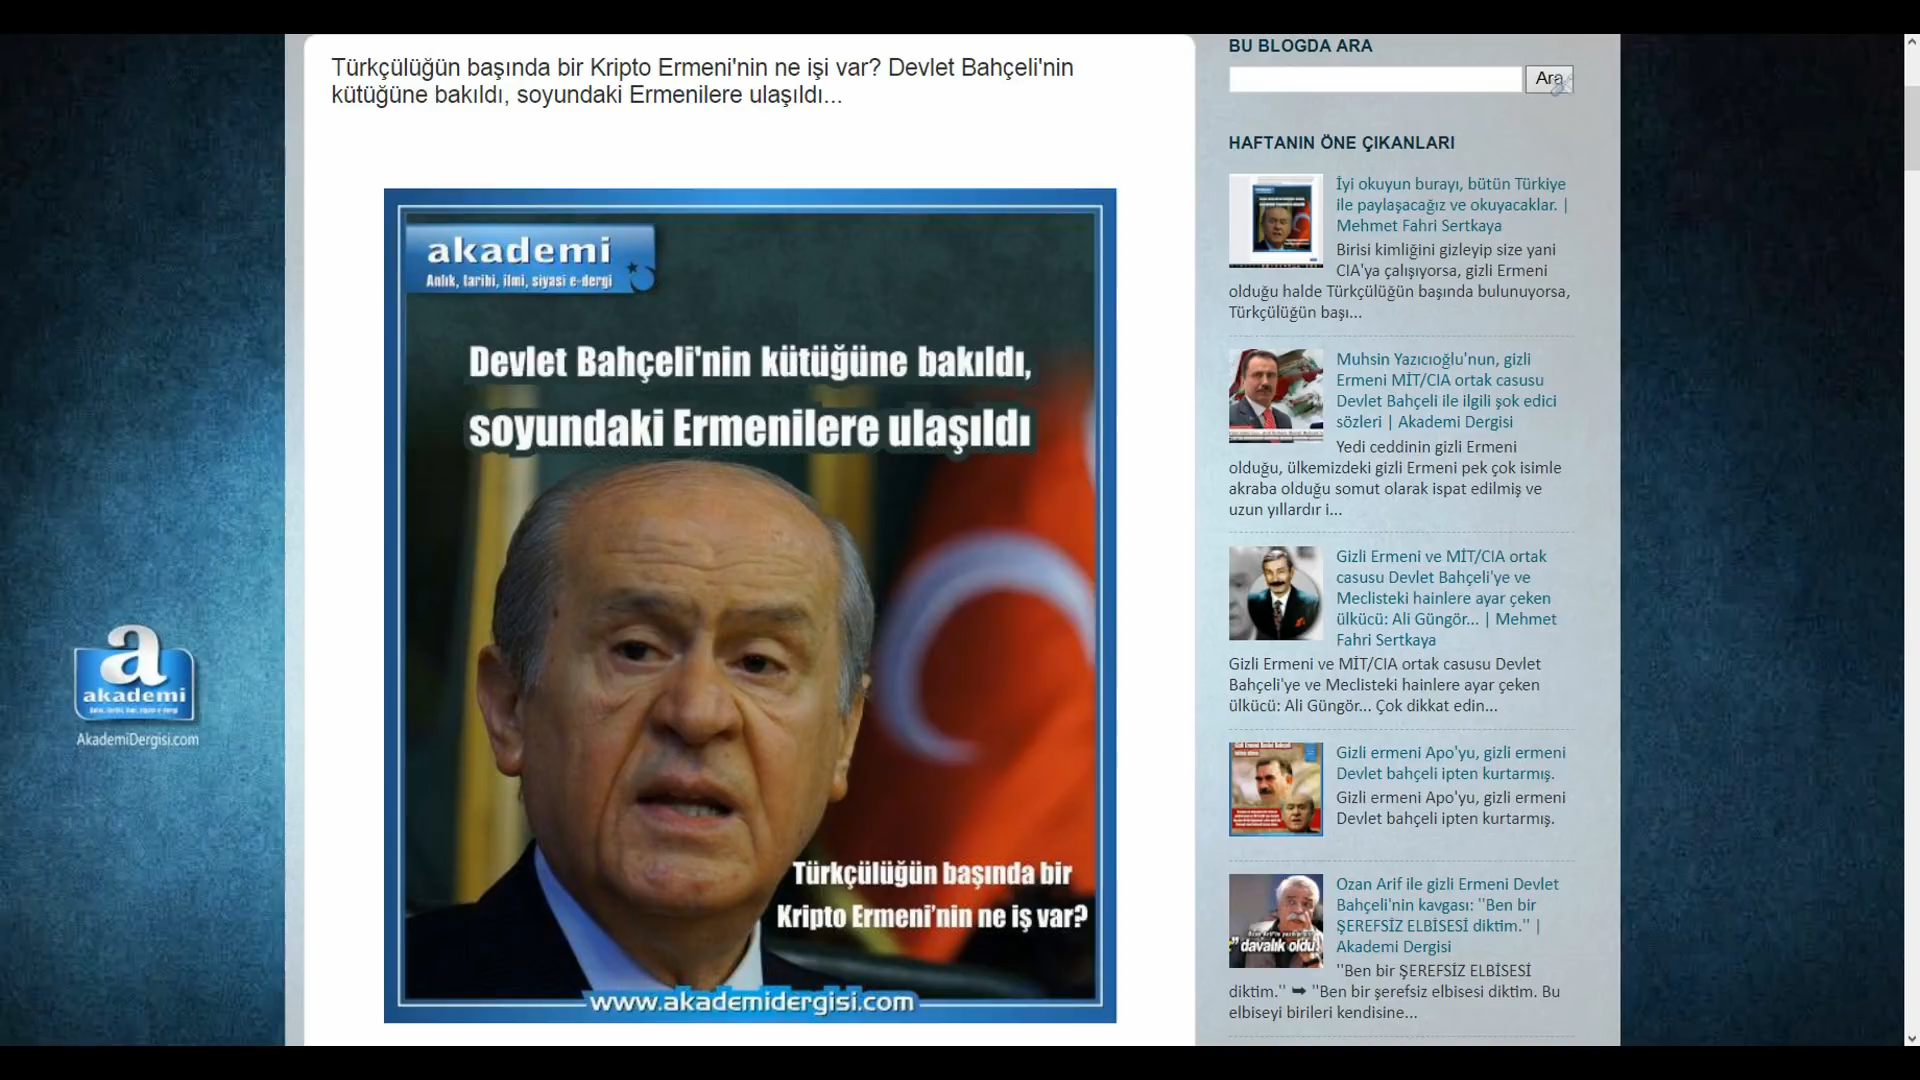 Türkçülüğün başında bir Kripto Ermeni'nin ne işi var? Devlet Bahçeli'nin
kütüğüne bakıldı, soyundaki Ermenilere ulaşıldı...
akademi
Anlık, tarihi, ilmi, siyasi e-dergi
Devlet Bahçeli'nin kütüğüne bakıldı,
soyundaki Ermenilere ulaşıldı
Türkçülüğün başında bir
Kripto Ermeni'nin ne iş var?
www.akademidergisi.com
a
akademi
AkademiDergisi.com
BU BLOGDA ARA
Ara
HAFTANIN ÖNE ÇIKANLARI
İyi okuyun burayı, bütün Türkiye
ile paylaşacağız ve okuyacaklar. |
Mehmet Fahri Sertkaya
Birisi kimliğini gizleyip size yani
CIA'ya çalışıyorsa, gizli Ermeni
olduğu halde Türkçülüğün başında bulunuyorsa,
Türkçülüğün başı...
Muhsin Yazıcıoğlu'nun, gizli
Ermeni MİT/CIA ortak casusu
Devlet Bahçeli ile ilgili şok edici
sözleri | Akademi Dergisi
Yedi ceddinin gizli Ermeni
olduğu, ülkemizdeki gizli Ermeni pek çok isimle
akraba olduğu somut olarak ispat edilmiş ve
uzun yıllardır i...
Gizli Ermeni ve MİT/CIA ortak
casusu Devlet Bahçeli'ye ve
Meclisteki hainlere ayar çeken
ülkücü: Ali Güngör... | Mehmet
Fahri Sertkaya
Gizli Ermeni ve MİT/CIA ortak casusu Devlet
Bahçeli'ye ve Meclisteki hainlere ayar çeken
ülkücü: Ali Güngör... Çok dikkat edin...
Gizli ermeni Apo'yu, gizli ermeni
Devlet bahçeli ipten kurtarmış.
Gizli ermeni Apo'yu, gizli ermeni
Devlet bahçeli ipten kurtarmış.
Ozan Arif ile gizli Ermeni Devlet
Bahçeli'nin kavgası: ''Ben bir
ŞEREFSİZ ELBİSESİ diktim.'' |
Akademi Dergisi
davalık oldu!
''Ben bir ŞEREFSİZ ELBİSESİ
diktim.'' ➡ ''Ben bir şerefsiz elbisesi diktim. Bu
elbiseyi birileri kendisine...